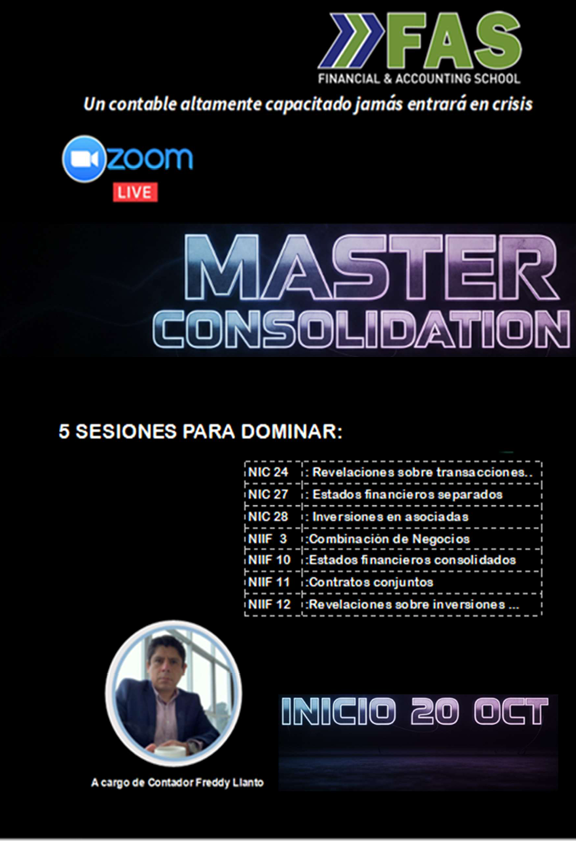 FAS
FINANCIAL & ACCOUNTING SCHOOL
Un contable altamente capacitado jamás entrará en crisis
zoom
LIVE
MASTER
CONSOLIDATION
5 SESIONES PARA DOMINAR:
NIC 24 : Revelaciones sobre transacciones..
NIC 27 : Estados financieros separados
NIC 28 : Inversiones en asociadas
NIIF 3 :Combinación de Negocios
NIIF 10 :Estados financieros consolidados
NIIF 11 :Contratos conjuntos
NIIF 12 :Revelaciones sobre inversiones ...
INICIO 20 OCT
A cargo de Contador Freddy Llanto